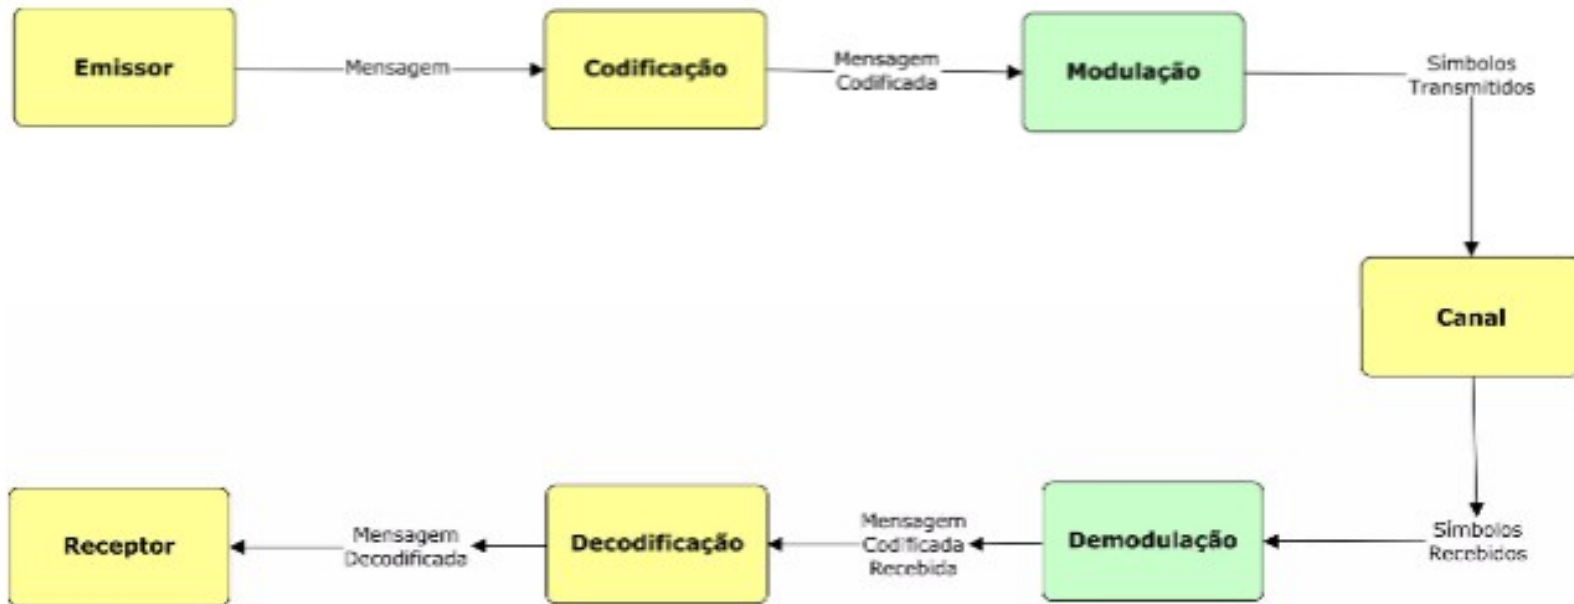 Emissor
Mensagem
Codificação
Mensagem
Codificada
Modulação
Símbolos
Transmitidos
Canal
Símbolos
Recebidos
Demodulação
Mensagem
Codificada
Recebida
Decodificação
Mensagem
Decodificada
Receptor